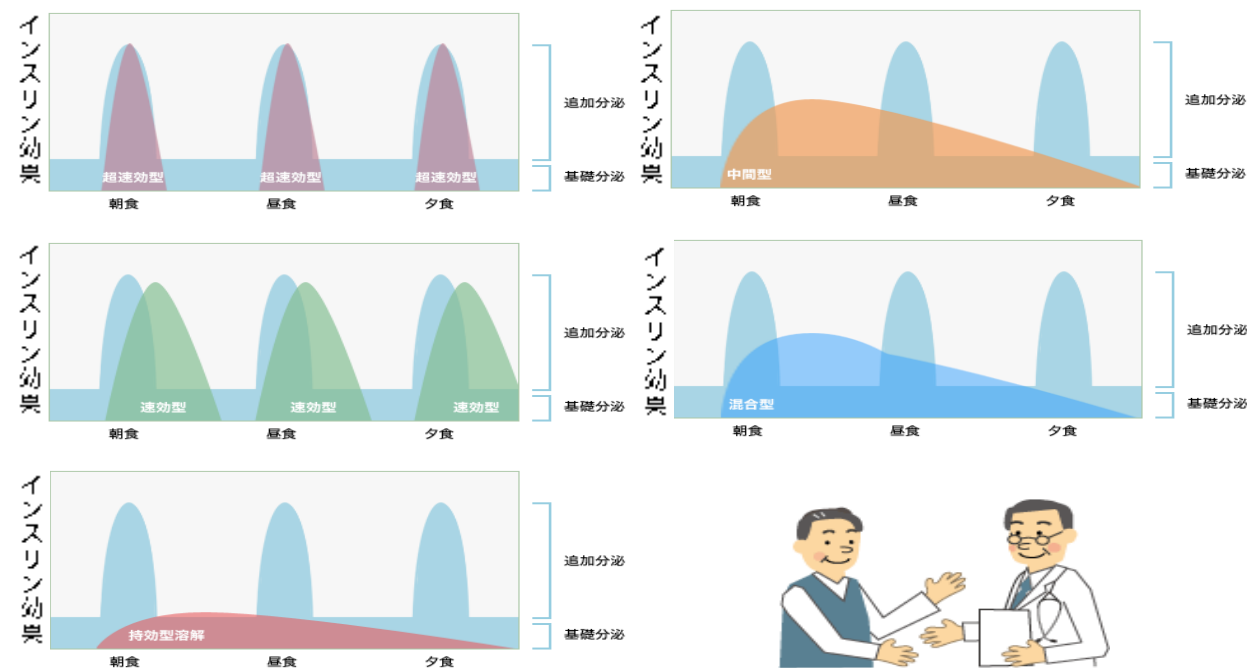 インスリン効果
超速効型
超速効型
超速効型
追加分泌
基礎分泌
朝食
昼食
夕食
インスリン効果
中間型
追加分泌
基礎分泌
朝食
昼食
夕食
インスリン効果
速効型
速効型
速効型
追加分泌
基礎分泌
朝食
昼食
夕食
インスリン効果
混合型
追加分泌
基礎分泌
朝食
昼食
夕食
インスリン効果
持効型溶解
追加分泌
基礎分泌
朝食
昼食
夕食